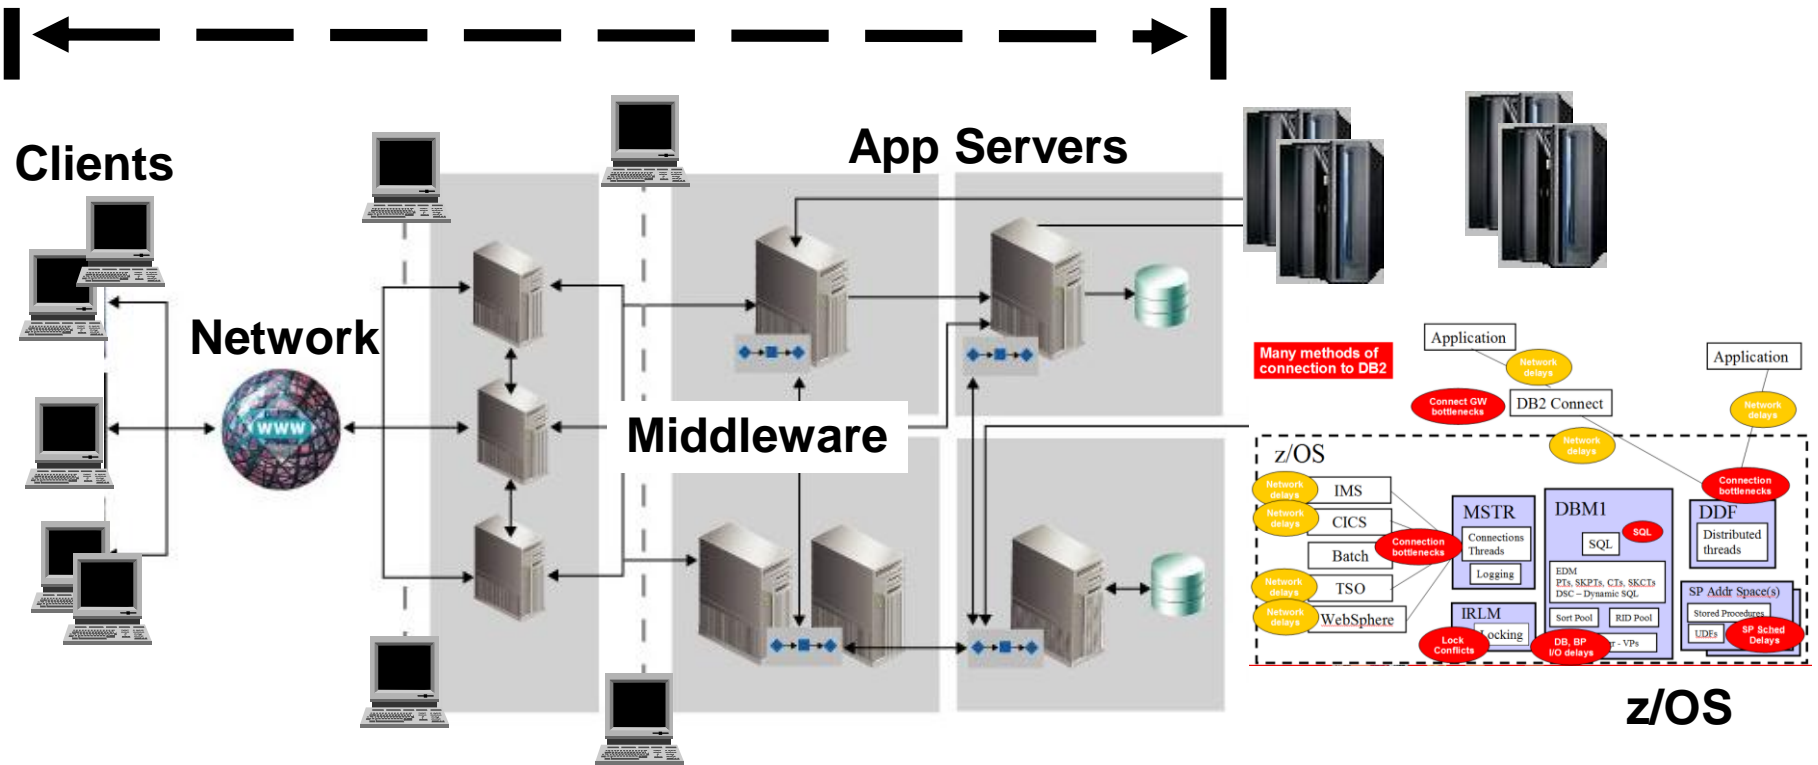 Clients
App Servers
Network
www
Middleware
Many methods of
connection to DB2
Application
Network
delays
Application
Connect GW
bottlenecks
DB2 Connect
Network
delays
Network
delays
z/OS
Network
delays
IMS
Network
delays
CICS
Batch
Connection
bottlenecks
Network
delays
TSO
Network
delays
WebSphere
MSTR
Connections
Threads
Logging
IRLM
Locking
Lock
Conflicts
DBM1
SQL
SQL
EDM
PTs, SKPTs, CTs, SKCTs
DSC – Dynamic SQL
Sort Pool
RID Pool
DB, BP
I/O delays
r - VPs
Connection
bottlenecks
DDF
Distributed
threads
SP Addr Space(s)
Stored Procedures
UDFs
SP Sched
Delays
z/OS